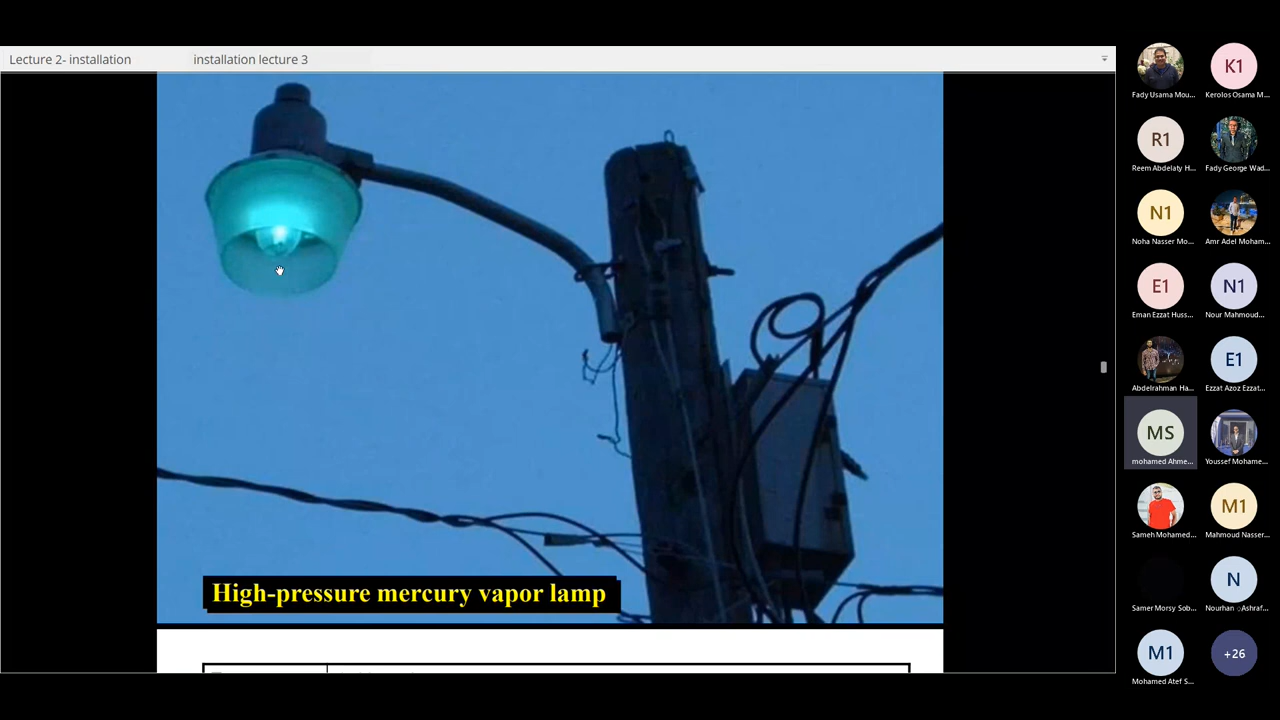 Lecture 2- installation
installation lecture 3
High-pressure mercury vapor lamp
Fady Usama Mou...
K1
Kerolos Osama M...
R1
Reem Abdelaty H...
Fady George Wad...
N1
Noha Nasser Mo...
Amr Adel Moham...
E1
Eman Ezzat Huss...
N1
Nour Mahmoud...
Abdelrahman Ha...
E1
Ezzat Azoz Ezzat...
MS
mohamed Ahme...
Youssef Mohame...
Sameh Mohamed...
M1
Mahmoud Nasser...
Samer Morsy Sob...
N
Nourhan ِAshraf...
M1
Mohamed Atef S...
+26